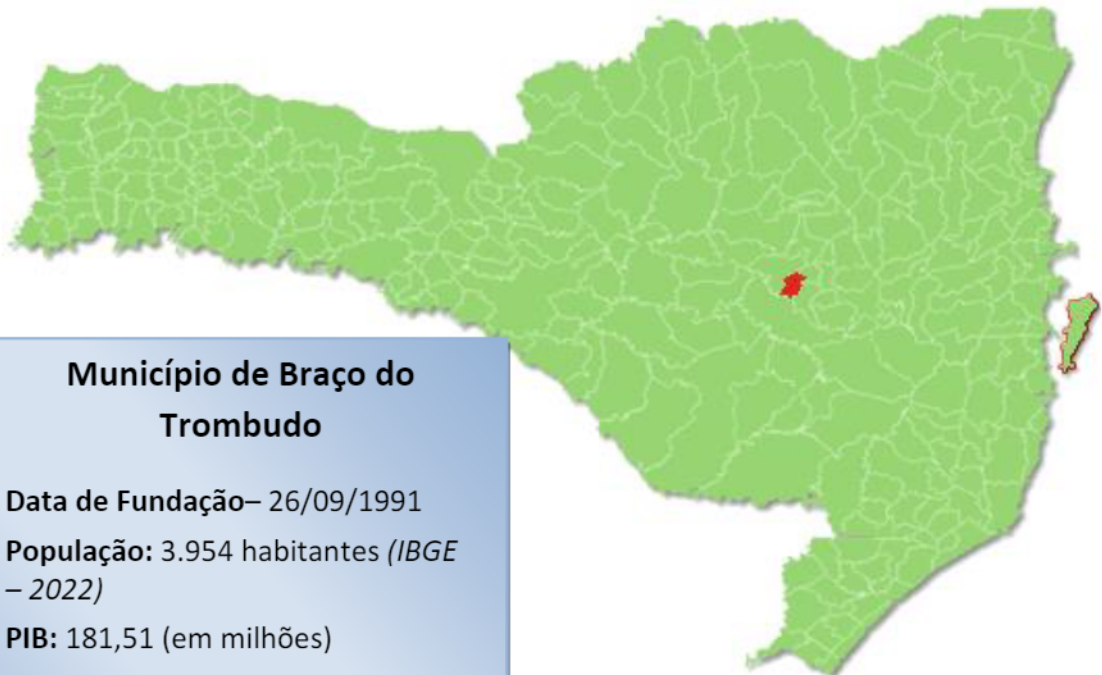 Município de Braço do
Trombudo
Data de Fundação– 26/09/1991
População: 3.954 habitantes (IBGE
– 2022)
PIB: 181,51 (em milhões)